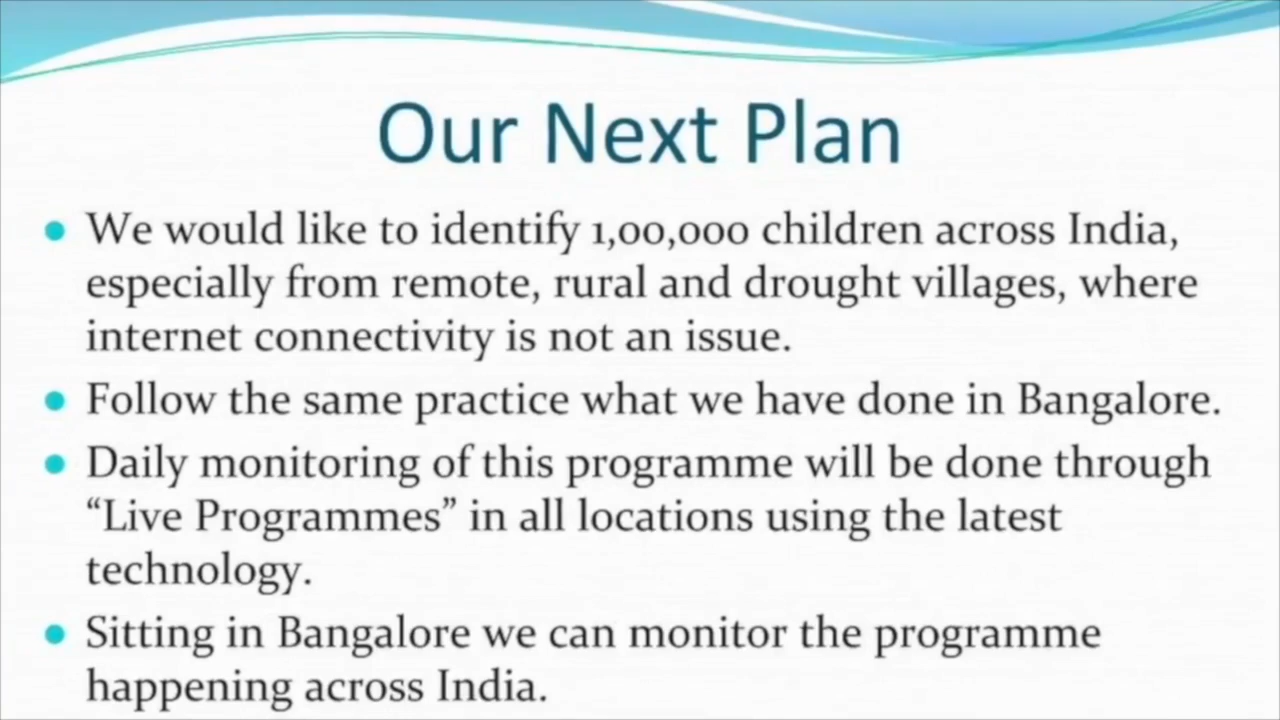 Our Next Plan
• We would like to identify 1,00,000 children across India,
especially from remote, rural and drought villages, where
internet connectivity is not an issue.
• Follow the same practice what we have done in Bangalore.
• Daily monitoring of this programme will be done through
“Live Programmes” in all locations using the latest
technology.
• Sitting in Bangalore we can monitor the programme
happening across India.